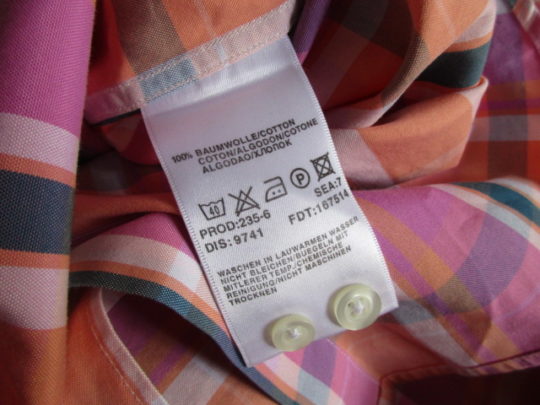 100% BAUMWOLLE/COTTON
COTON/ALGODON/COTONE
ALGODAO/ХЛОПОК
40 P
SEA:7
PROD:235-6 FDT:167514
DIS: 9741
WASCHEN IN LAUWARMEN WASSER
NICHT BLEICHEN/BUEGELN MIT
MITLERER TEMP./CHEMISCHE
REINIGUNG/NICHT MASCHINEN
TROCKNEN